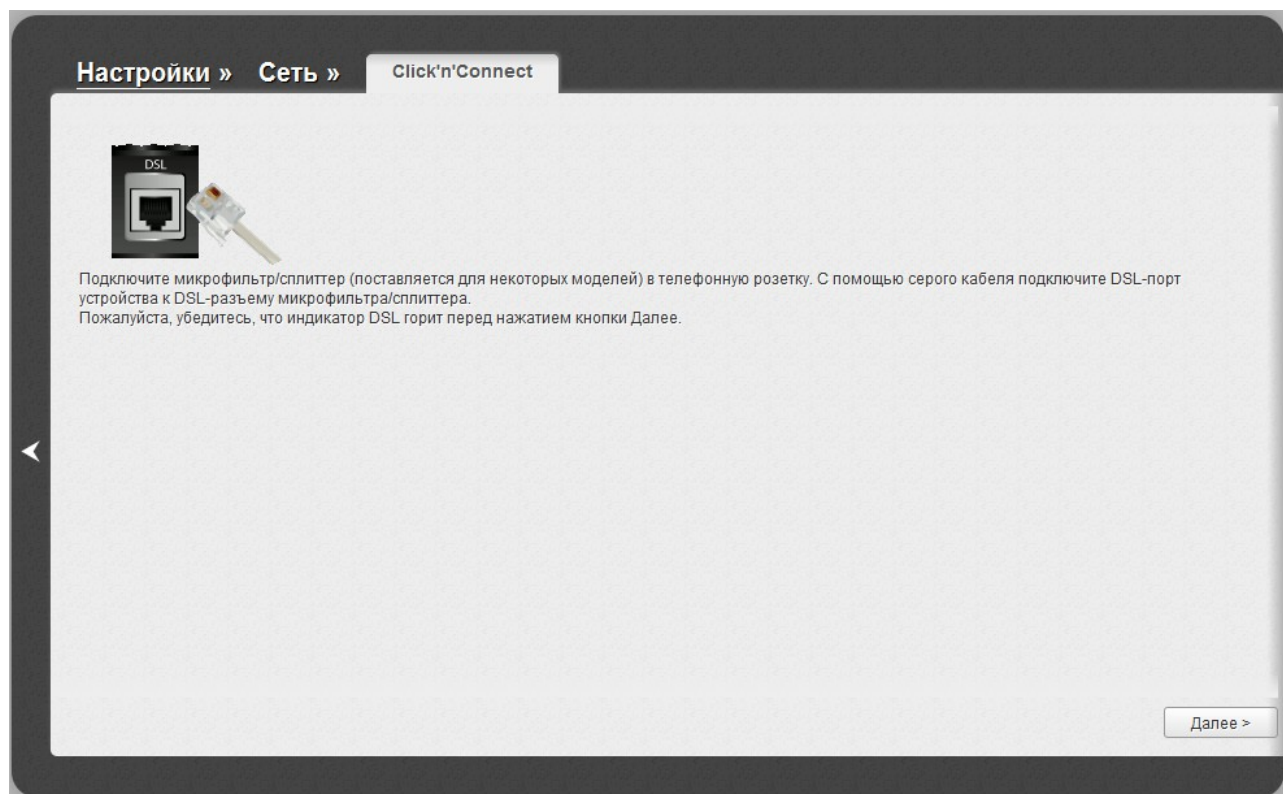 Настройки » Сеть » Click'n'Connect
DSL
Подключите микрофильтр/сплиттер (поставляется для некоторых моделей) в телефонную розетку. С помощью серого кабеля подключите DSL-порт
устройства к DSL-разъему микрофильтра/сплиттера.
Пожалуйста, убедитесь, что индикатор DSL горит перед нажатием кнопки Далее.
Далее >